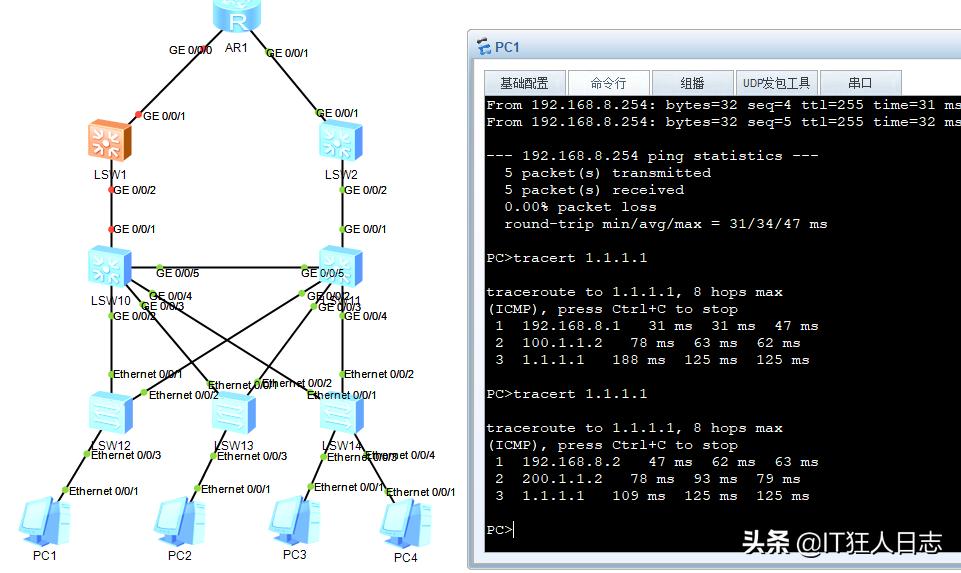 R
AR1
GE 0/0/0
GE 0/0/1
GE 0/0/1
GE 0/0/1
LSW1
LSW2
GE 0/0/2
GE 0/0/2
GE 0/0/1
GE 0/0/1
GE 0/0/5
GE 0/0/5
LSW10
LSW11
GE 0/0/4
GE 0/0/2
GE 0/0/3
GE 0/0/3
GE 0/0/2
GE 0/0/4
Ethernet 0/0/1
Ethernet 0/0/2
Ethernet 0/0/1
Ethernet 0/0/2
Ethernet 0/0/2
Ethernet 0/0/1
LSW12
LSW13
LSW14
Ethernet 0/0/3
Ethernet 0/0/3
Ethernet 0/0/3
Ethernet 0/0/4
Ethernet 0/0/1
Ethernet 0/0/1
Ethernet 0/0/1
Ethernet 0/0/1
PC1
PC2
PC3
PC4
PC1
基础配置 命令行 组播 UDP发包工具 串口
From 192.168.8.254: bytes=32 seq=4 ttl=255 time=31 ms
From 192.168.8.254: bytes=32 seq=5 ttl=255 time=32 ms
--- 192.168.8.254 ping statistics ---
5 packet(s) transmitted
5 packet(s) received
0.00% packet loss
round-trip min/avg/max = 31/34/47 ms
PC>tracert 1.1.1.1
traceroute to 1.1.1.1, 8 hops max
(ICMP), press Ctrl+C to stop
1 192.168.8.1 31 ms 31 ms 47 ms
2 100.1.1.2 78 ms 63 ms 62 ms
3 1.1.1.1 188 ms 125 ms 125 ms
PC>tracert 1.1.1.1
traceroute to 1.1.1.1, 8 hops max
(ICMP), press Ctrl+C to stop
1 192.168.8.2 47 ms 62 ms 63 ms
2 200.1.1.2 78 ms 93 ms 79 ms
3 1.1.1.1 109 ms 125 ms 125 ms
PC>
头条 @IT狂人日志